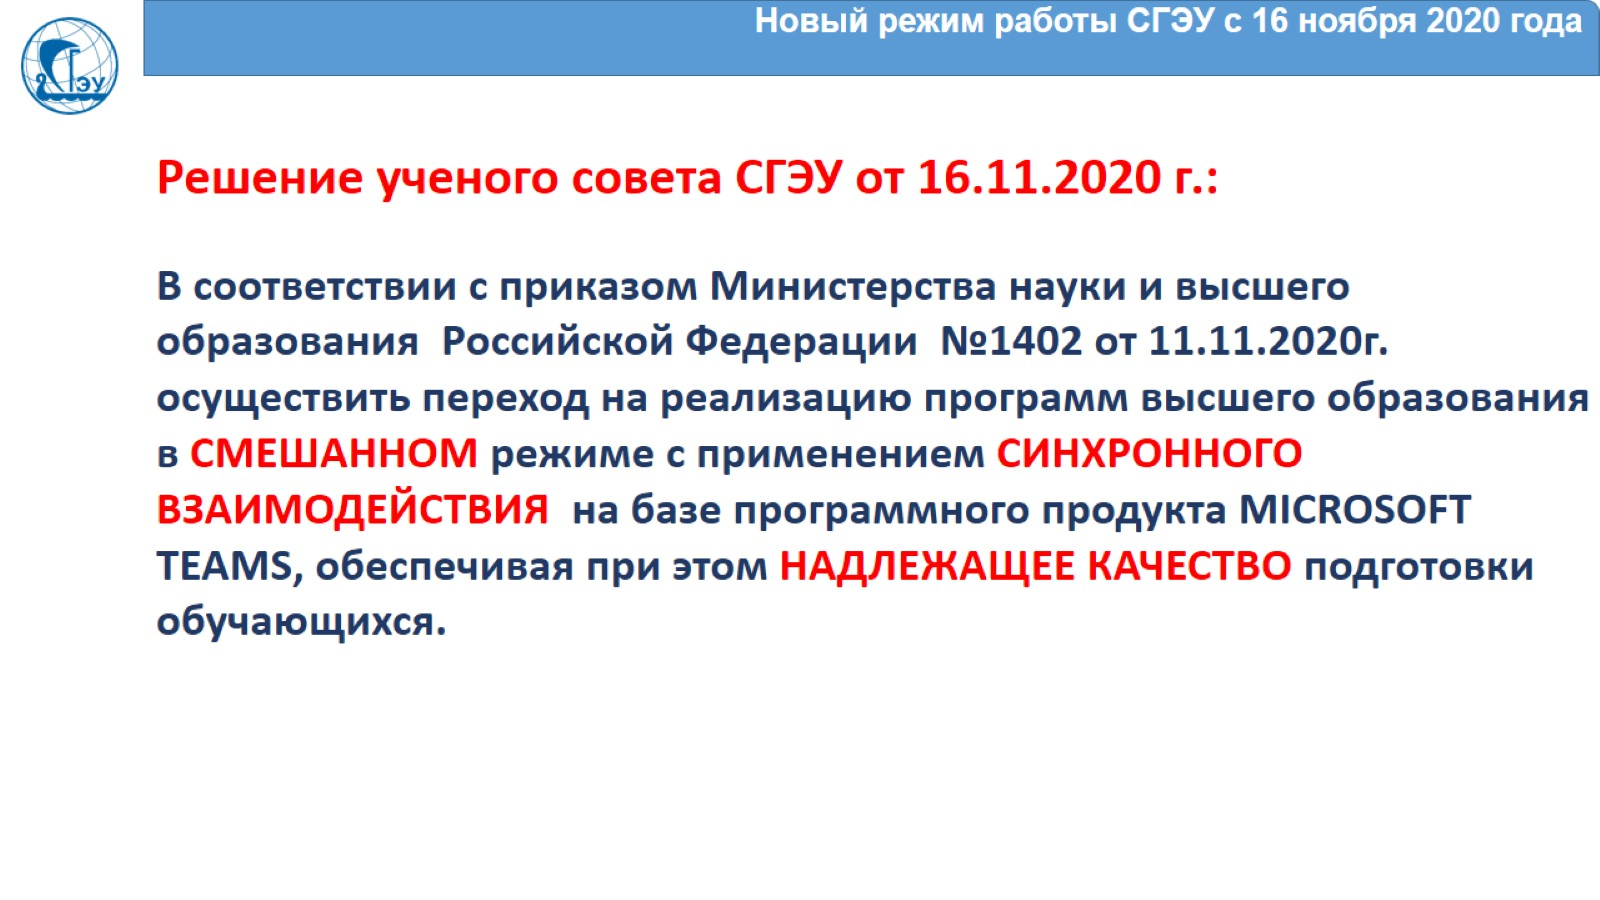 Новый режим работы СГЭУ с 16 ноября 2020 года
СГЭУ
Решение ученого совета СГЭУ от 16.11.2020 г.:
В соответствии с приказом Министерства науки и высшего
образования Российской Федерации №1402 от 11.11.2020г.
осуществить переход на реализацию программ высшего образования
в СМЕШАННОМ режиме с применением СИНХРОННОГО
ВЗАИМОДЕЙСТВИЯ на базе программного продукта MICROSOFT
TEAMS, обеспечивая при этом НАДЛЕЖАЩЕЕ КАЧЕСТВО подготовки
обучающихся.